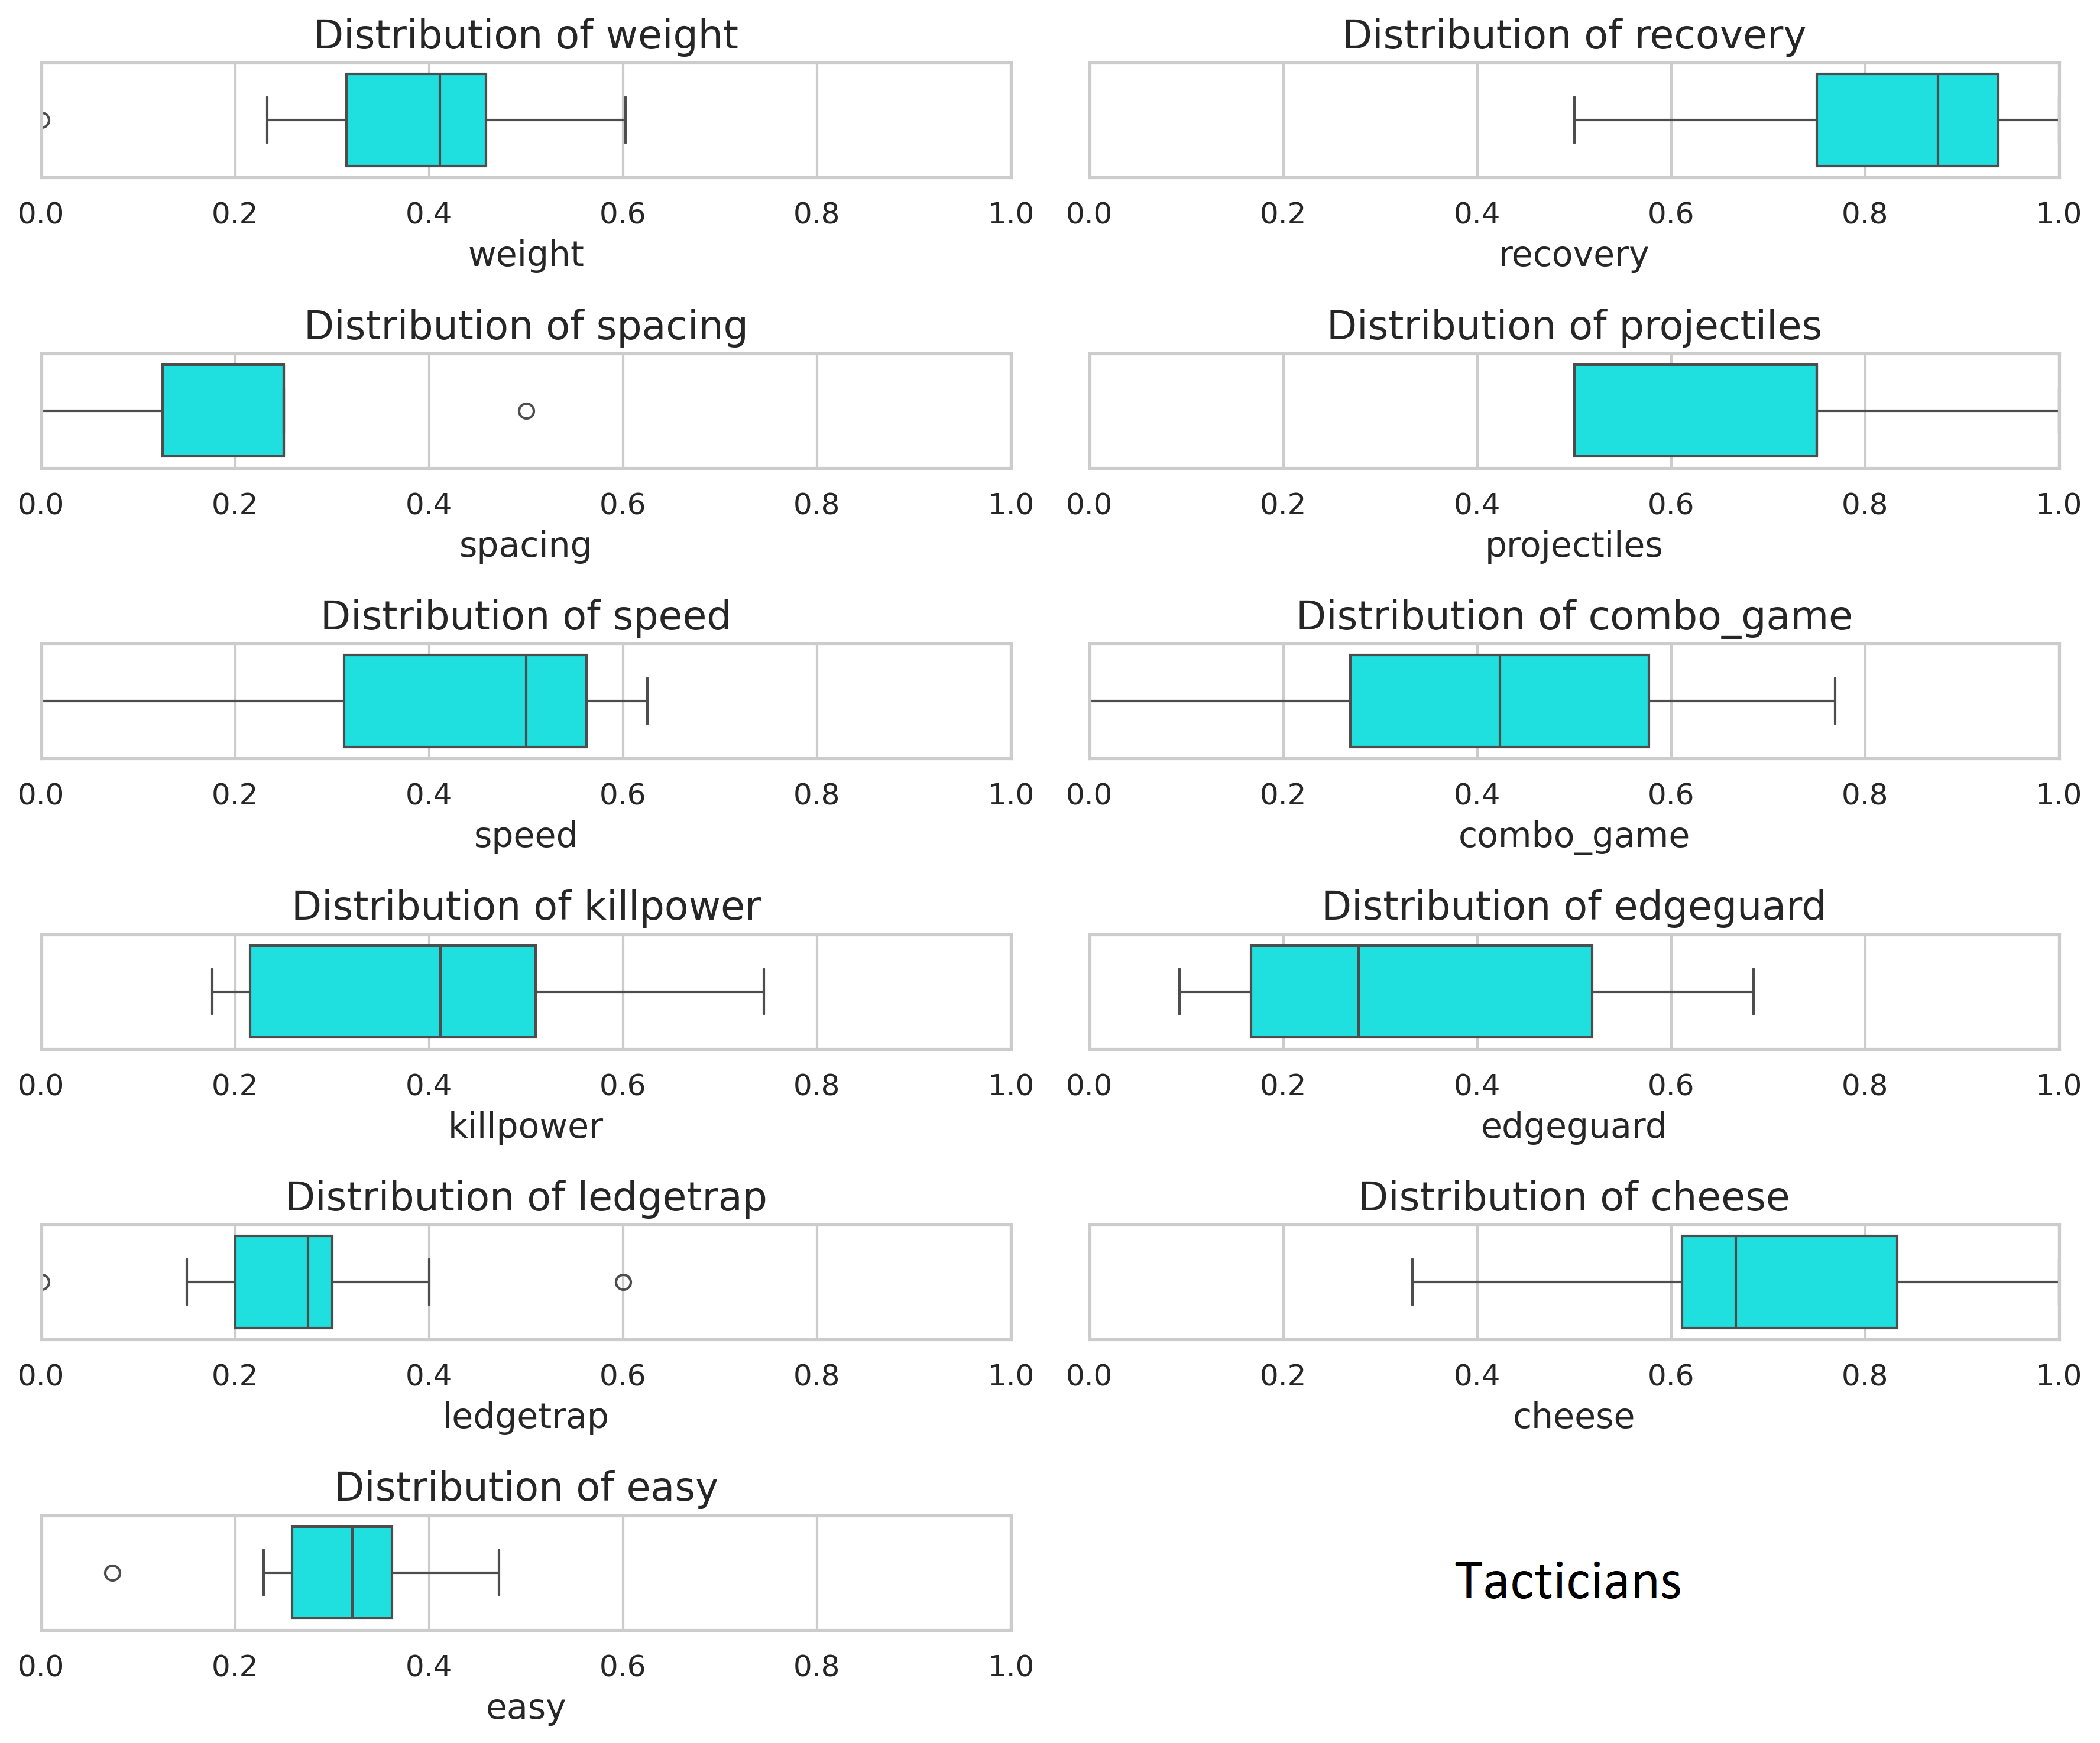 Distribution of weight
0.0 0.2 0.4 0.6 0.8 1.0
weight
Distribution of recovery
0.0 0.2 0.4 0.6 0.8 1.0
recovery
Distribution of spacing
0.0 0.2 0.4 0.6 0.8 1.0
spacing
Distribution of projectiles
0.0 0.2 0.4 0.6 0.8 1.0
projectiles
Distribution of speed
0.0 0.2 0.4 0.6 0.8 1.0
speed
Distribution of combo_game
0.0 0.2 0.4 0.6 0.8 1.0
combo_game
Distribution of killpower
0.0 0.2 0.4 0.6 0.8 1.0
killpower
Distribution of edgeguard
0.0 0.2 0.4 0.6 0.8 1.0
edgeguard
Distribution of ledgetrap
0.0 0.2 0.4 0.6 0.8 1.0
ledgetrap
Distribution of cheese
0.0 0.2 0.4 0.6 0.8 1.0
cheese
Distribution of easy
0.0 0.2 0.4 0.6 0.8 1.0
easy
Tacticians